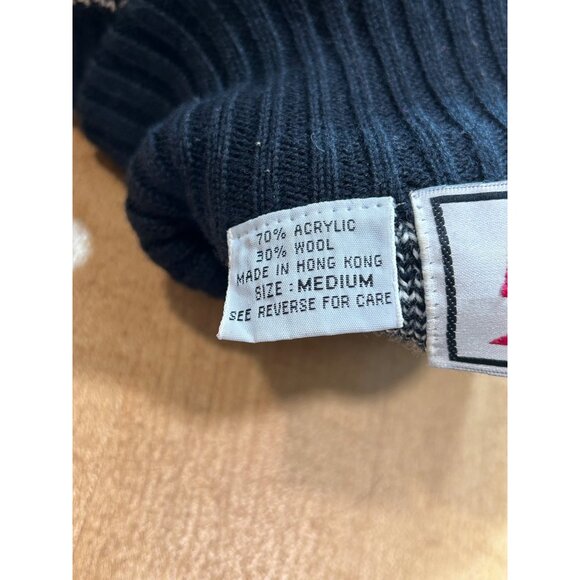 70% ACRYLIC
30% WOOL
MADE IN HONG KONG
SIZE : MEDIUM
SEE REVERSE FOR CARE